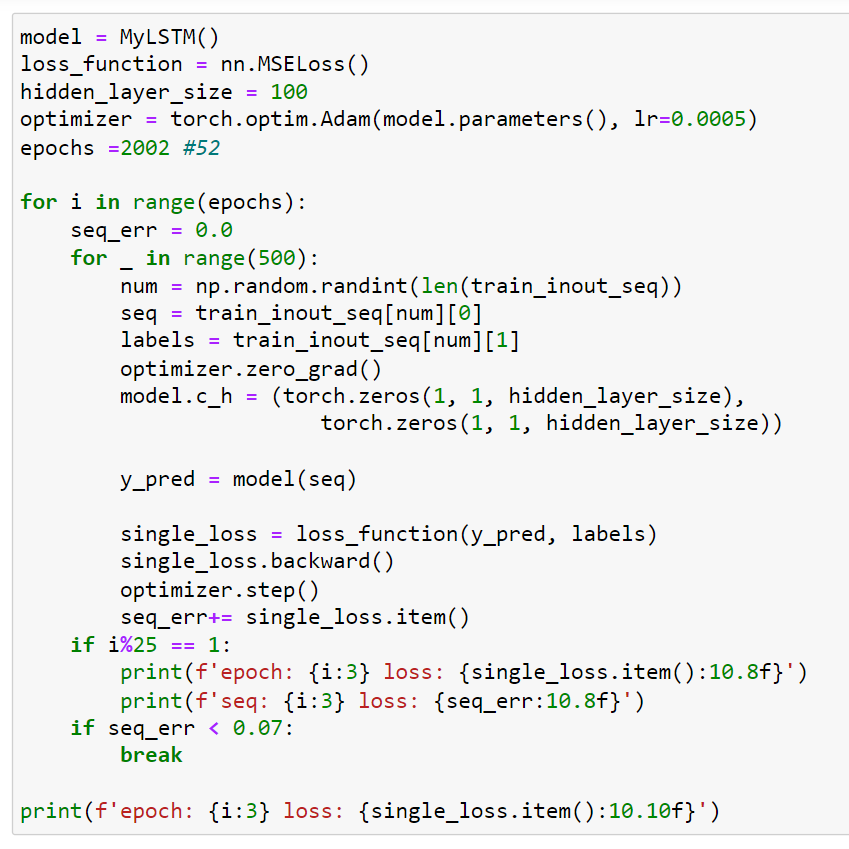 model = MyLSTM()
loss_function = nn.MSELoss()
hidden_layer_size = 100
optimizer = torch.optim.Adam(model.parameters(), lr=0.0005)
epochs =2002 #52

for i in range(epochs):
    seq_err = 0.0
    for _ in range(500):
        num = np.random.randint(len(train_inout_seq))
        seq = train_inout_seq[num][0]
        labels = train_inout_seq[num][1]
        optimizer.zero_grad()
        model.c_h = (torch.zeros(1, 1, hidden_layer_size),
                        torch.zeros(1, 1, hidden_layer_size))

        y_pred = model(seq)

        single_loss = loss_function(y_pred, labels)
        single_loss.backward()
        optimizer.step()
        seq_err+= single_loss.item()
    if i%25 == 1:
        print(f'epoch: {i:3} loss: {single_loss.item():10.8f}')
        print(f'seq: {i:3} loss: {seq_err:10.8f}')
    if seq_err < 0.07:
        break

print(f'epoch: {i:3} loss: {single_loss.item():10.10f}')